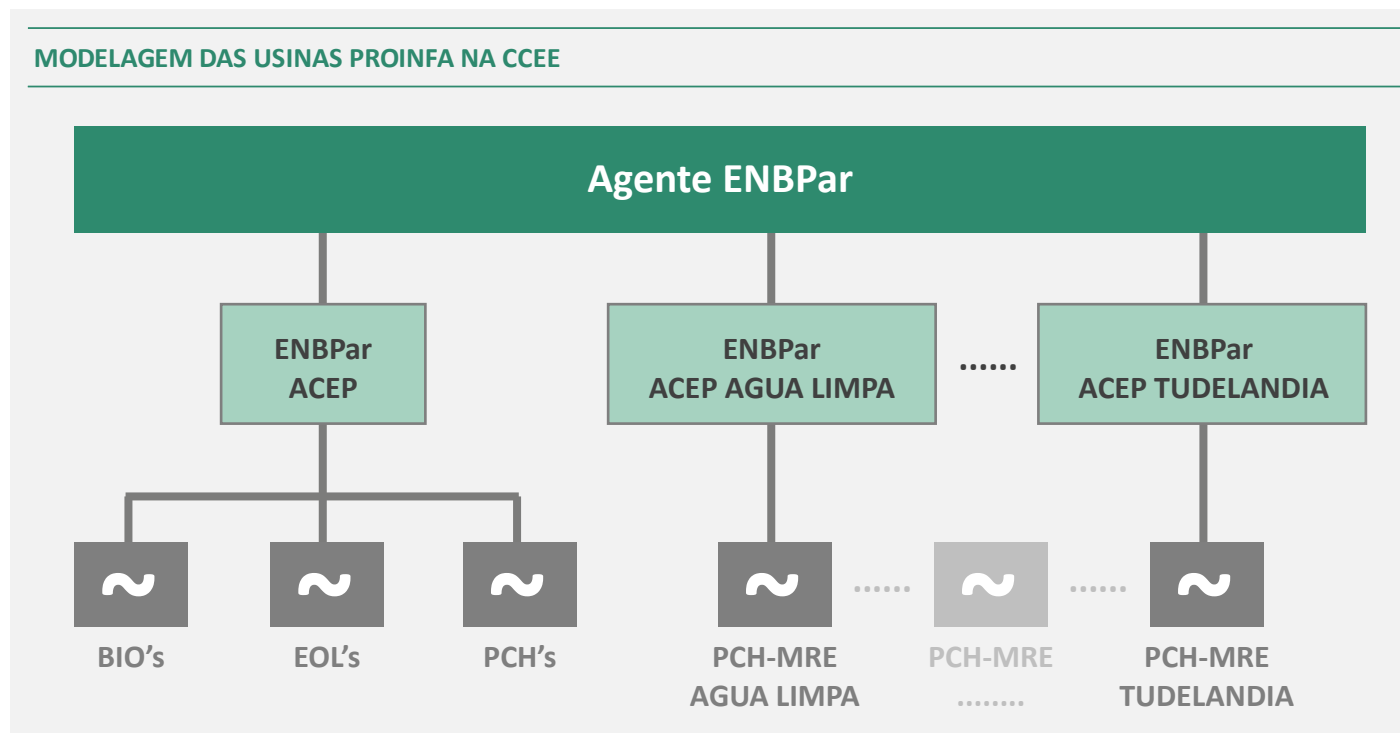 MODELAGEM DAS USINAS PROINFA NA CCEE
Agente ENBPar
ENBPar
ACEP
ENBPar
ACEP AGUA LIMPA
......
ENBPar
ACEP TUDELANDIA
~
~
~
~
......
~
......
~
BIO’s
EOL’s
PCH’s
PCH-MRE
AGUA LIMPA
PCH-MRE
........
PCH-MRE
TUDELANDIA